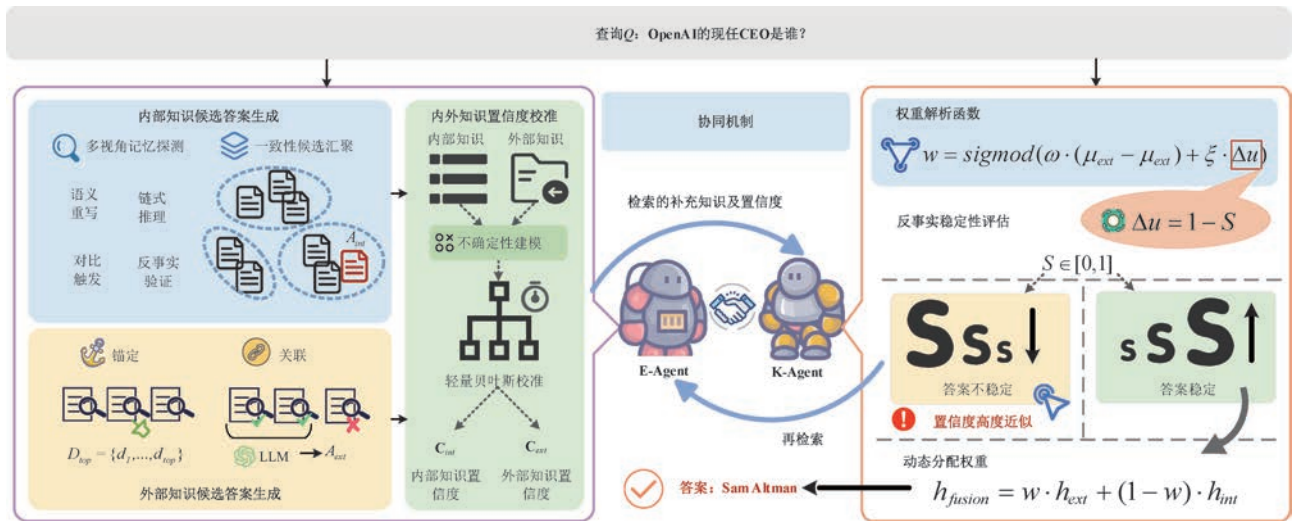 查询Q：OpenAI的现任CEO是谁？
内部知识候选答案生成
多视角记忆探测
一致性候选汇聚
语义
重写
链式
推理
对比
触发
反事实
验证
A_int
锚定
关联
D_top = {d_1,...,d_top}
LLM
A_ext
外部知识候选答案生成
内外知识置信度校准
内部知识
外部知识
不确定性建模
轻量贝叶斯校准
C_int
C_ext
内部知识置
信度
外部知识置
信度
协同机制
检索的补充知识及置信度
E-Agent
K-Agent
再检索
权重解析函数
w = sigmod(ω·(μ_ext − μ_ext) + ξ·Δu)
反事实稳定性评估
Δu = 1 − S
S ∈ [0,1]
S S s
s S S
答案不稳定
答案稳定
置信度高度近似
动态分配权重
h_fusion = w·h_ext + (1−w)·h_int
答案：Sam Altman